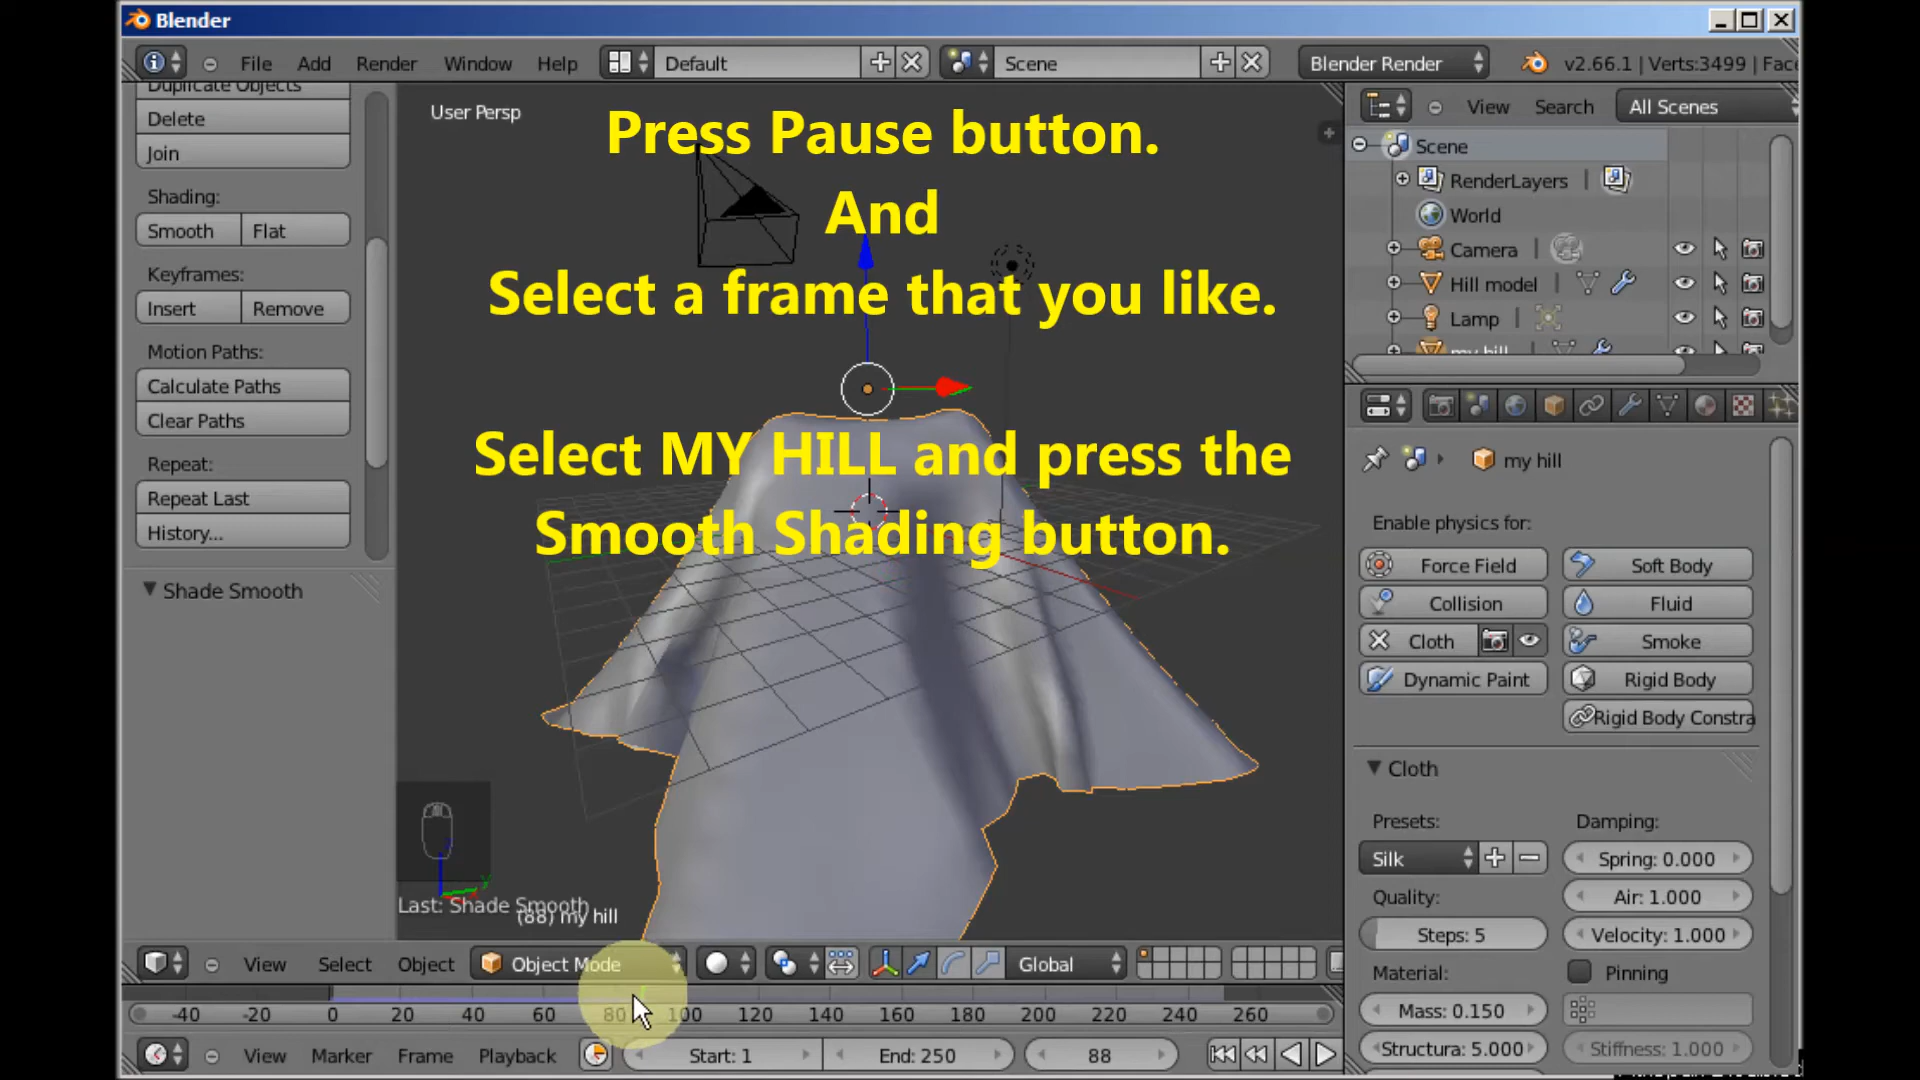 Blender
File Add Render Window Help Default Scene Blender Render v2.66.1 | Verts:3499 |
Duplicate Objects
Delete
Join
Shading:
Smooth Flat
Keyframes:
Insert Remove
Motion Paths:
Calculate Paths
Clear Paths
Repeat:
Repeat Last
History...
Shade Smooth
User Persp
Press Pause button.
And
Select a frame that you like.
Select MY HILL and press the
Smooth Shading button.
Last: Shade Smooth
(88) my hill
View Search All Scenes
Scene
RenderLayers
World
Camera
Hill model
Lamp
my hill
my hill
Enable physics for:
Force Field Soft Body
Collision Fluid
Cloth Smoke
Dynamic Paint Rigid Body
Rigid Body Constra
Cloth
Presets: Damping:
Silk Spring: 0.000
Quality: Air: 1.000
Steps: 5 Velocity: 1.000
Material: Pinning
Mass: 0.150
Structura: 5.000 Stiffness: 1.000
View Select Object Object Mode Global
-40 -20 0 20 40 60 80 100 120 140 160 180 200 220 240 260
View Marker Frame Playback Start: 1 End: 250 88